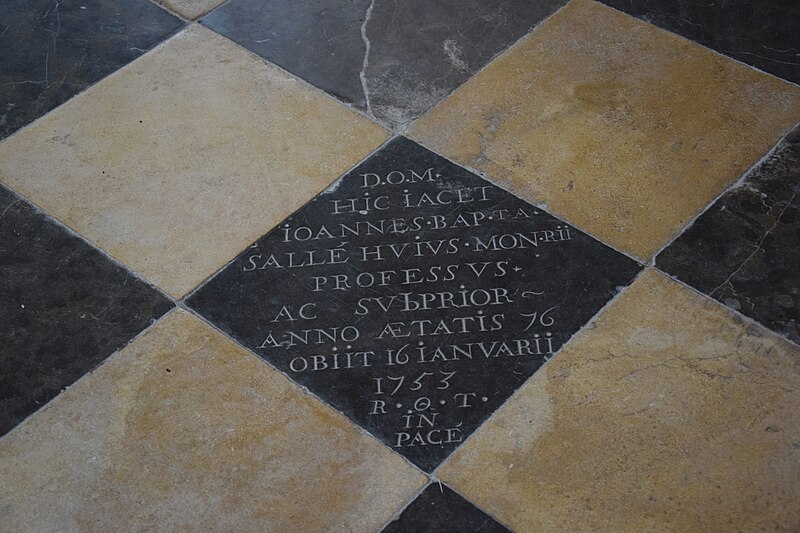 D.O.M.
HIC IACET
IOANNES·BAP·TA·
SALLÉ HVIVS·MON·RII
PROFESSVS·
AC SVBPRIOR~
ANNO ÆTATIS 76
OBIIT 16 IANVARII
1753
R·Q·T·
IN
PACÉ